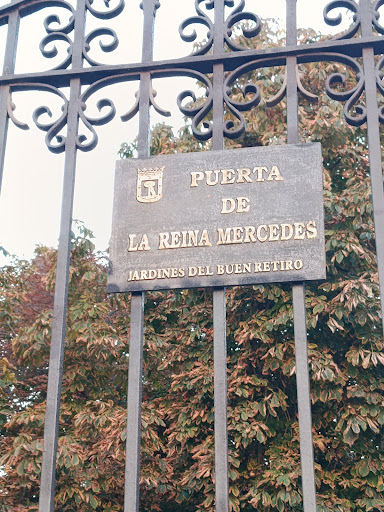 PUERTA
DE
LA REINA MERCEDES
JARDINES DEL BUEN RETIRO